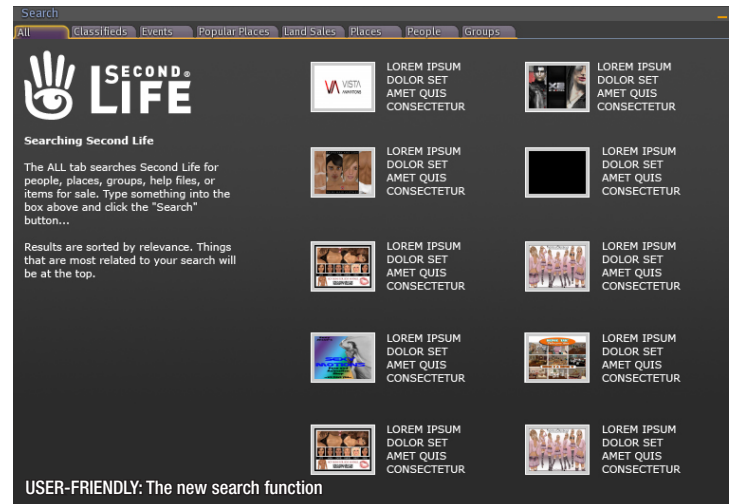 Search
All Classifieds Events Popular Places Land Sales Places People Groups
SECOND
LIFE
Searching Second Life
The ALL tab searches Second Life for
people, places, groups, help files, or
items for sale. Type something into the
box above and click the "Search"
button...
Results are sorted by relevance. Things
that are most related to your search will
be at the top.
VISTA
ANIMATIONS
LOREM IPSUM
DOLOR SET
AMET QUIS
CONSECTETUR
LOREM IPSUM
DOLOR SET
AMET QUIS
CONSECTETUR
LOREM IPSUM
DOLOR SET
AMET QUIS
CONSECTETUR
LOREM IPSUM
DOLOR SET
AMET QUIS
CONSECTETUR
LOREM IPSUM
DOLOR SET
AMET QUIS
CONSECTETUR
LOREM IPSUM
DOLOR SET
AMET QUIS
CONSECTETUR
SEXY
MOTIONS
LOREM IPSUM
DOLOR SET
AMET QUIS
CONSECTETUR
LOREM IPSUM
DOLOR SET
AMET QUIS
CONSECTETUR
LOREM IPSUM
DOLOR SET
AMET QUIS
CONSECTETUR
LOREM IPSUM
DOLOR SET
AMET QUIS
CONSECTETUR
USER-FRIENDLY: The new search function